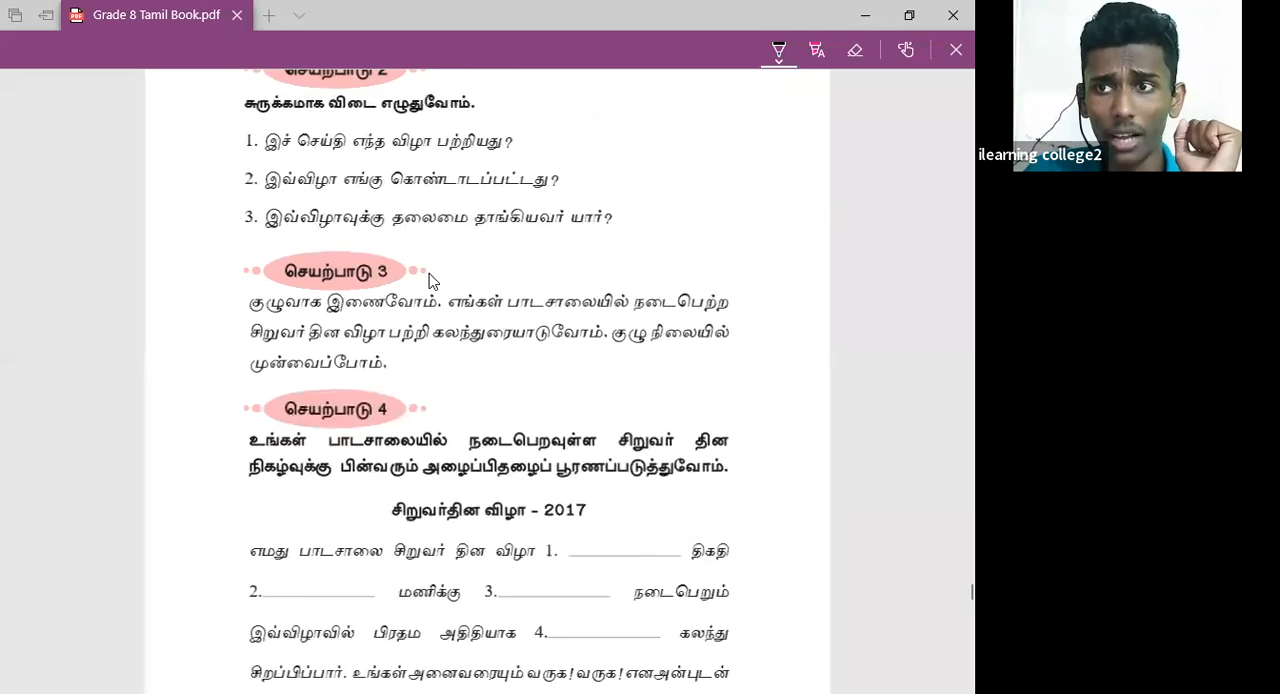 Grade 8 Tamil Book.pdf
செயற்பாடு 2
சுருக்கமாக விடை எழுதுவோம்.
1. இச் செய்தி எந்த விழா பற்றியது?
2. இவ்விழா எங்கு கொண்டாடப்பட்டது?
3. இவ்விழாவுக்கு தலைமை தாங்கியவர் யார்?
செயற்பாடு 3
குழுவாக இணைவோம். எங்கள் பாடசாலையில் நடைபெற்ற
சிறுவர் தின விழா பற்றி கலந்துரையாடுவோம். குழு நிலையில்
முன்வைப்போம்.
செயற்பாடு 4
உங்கள் பாடசாலையில் நடைபெறவுள்ள சிறுவர் தின
நிகழ்வுக்கு பின்வரும் அழைப்பிதழைப் பூரணப்படுத்துவோம்.
சிறுவர்தின விழா - 2017
எமது பாடசாலை சிறுவர் தின விழா 1. ____________ திகதி
2.____________ மணிக்கு 3.____________ நடைபெறும்
இவ்விழாவில் பிரதம அதிதியாக 4.____________ கலந்து
சிறப்பிப்பார். உங்கள் அனைவரையும் வருக! வருக! என அன்புடன்
ilearning college2